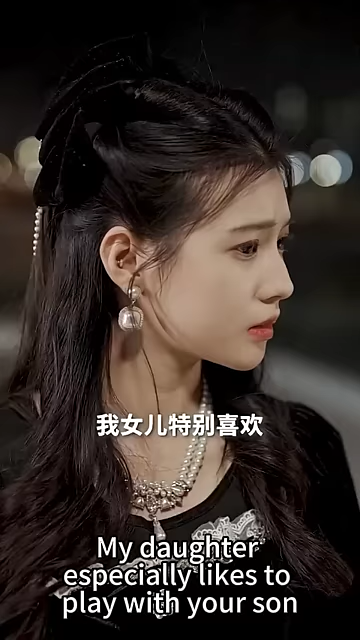 我女儿特别喜欢
My daughter
especially likes to
play with your son